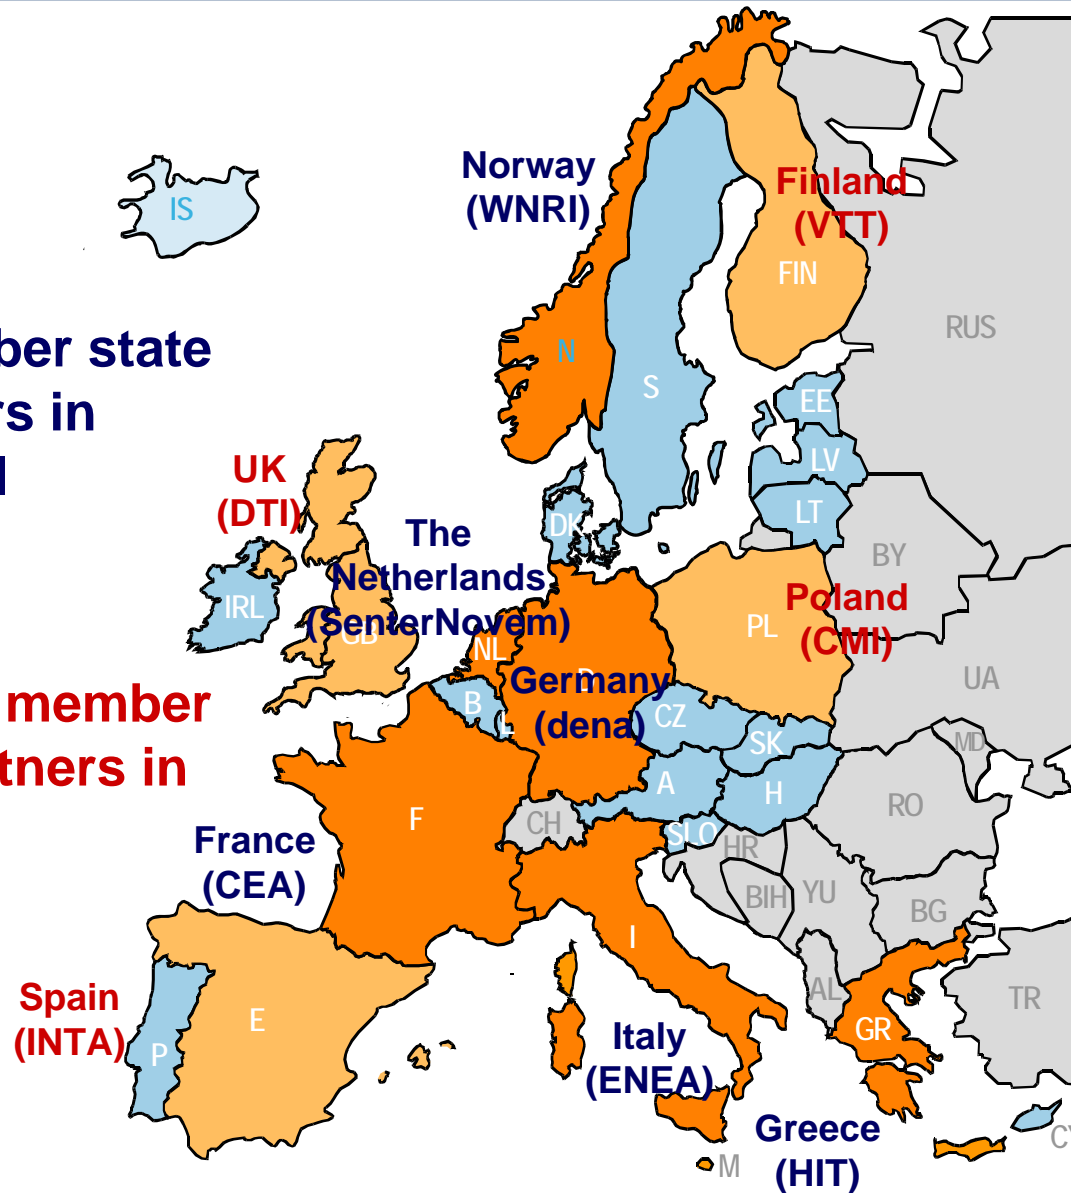 Norway
(WNRI)
Finland
(VTT)
IS
FIN
RUS
ber state
rs in
N
S
EE
UK
(DTI)
LV
LT
DK
The
Netherlands
(SenterNovem)
BY
IRL
GB
NL
PL
Poland
(CMI)
member
tners in
D
Germany
(dena)
UA
B
L
CZ
SK
MD
A
H
RO
F
CH
SLO
HR
France
(CEA)
BIH
YU
BG
I
Spain
(INTA)
E
P
AL
TR
GR
Italy
(ENEA)
Greece
(HIT)
M
CY